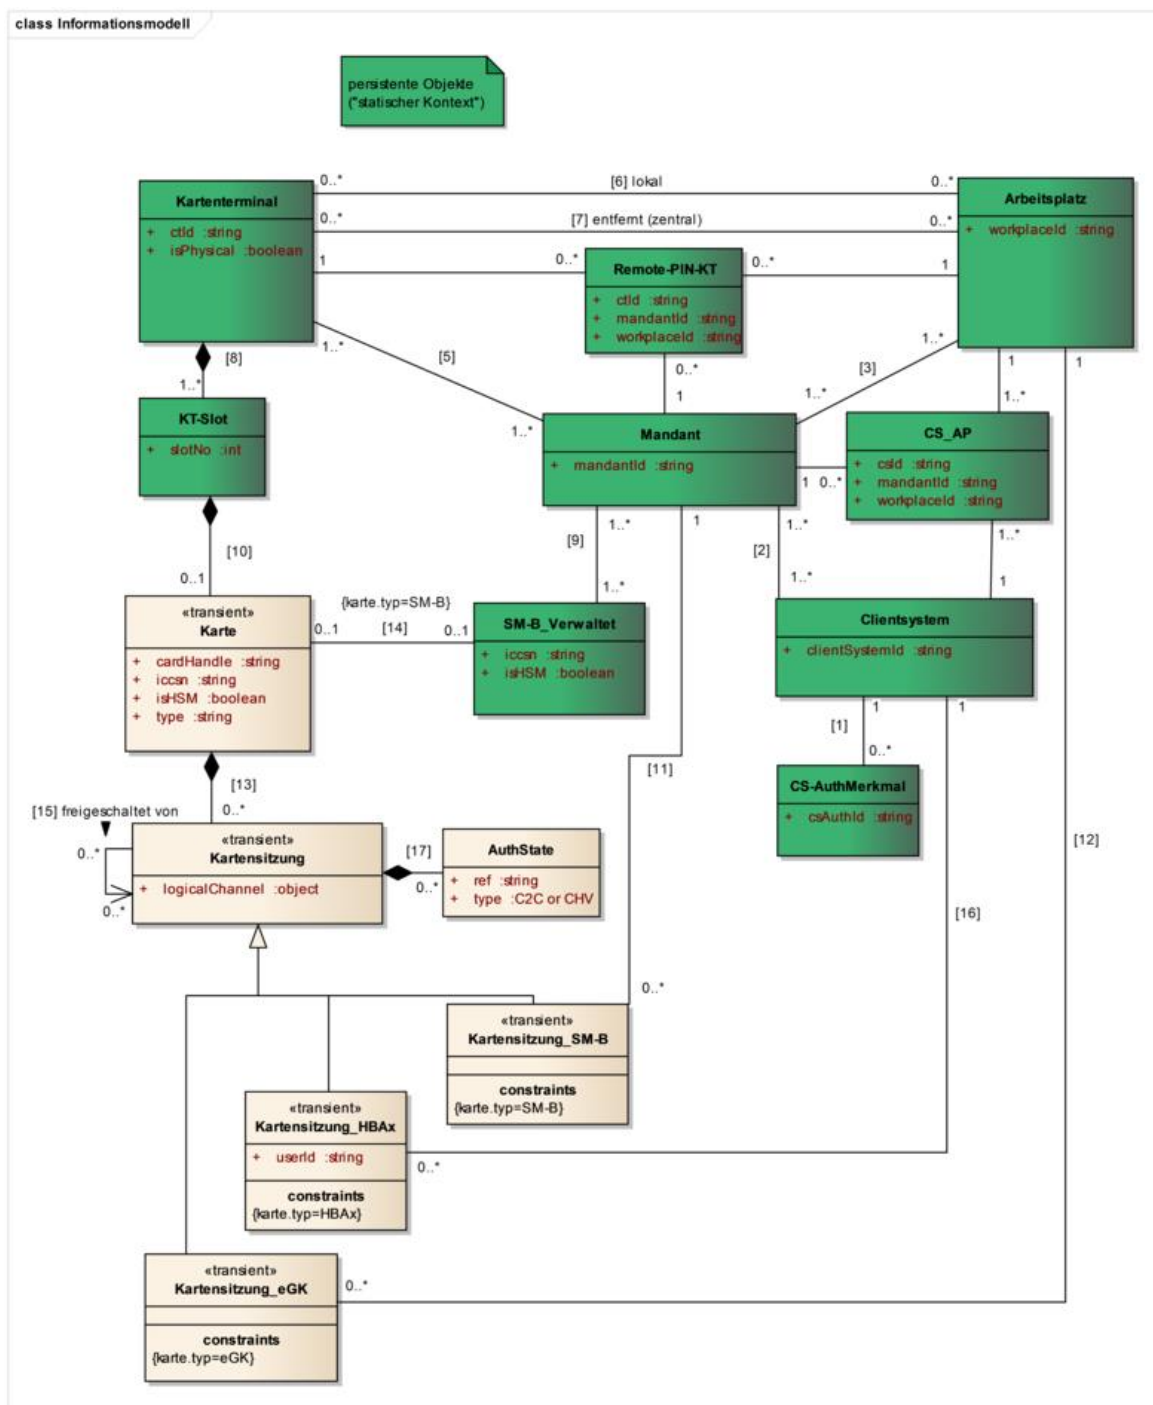 class Informationsmodell
persistente Objekte
("statischer Kontext")
0..*
[6] lokal
0..*
Kartenterminal
+ ctId :string
+ isPhysical :boolean
Arbeitsplatz
+ workplaceId :string
0..*
[7] entfernt (zentral)
0..*
1
0..*
Remote-PIN-KT
+ ctId :string
+ mandantId :string
+ workplaceId :string
0..*
1
[8]
1..*
1..*
[5]
1..*
0..*
1
[3]
1..*
1..*
1
1..*
1
KT-Slot
+ slotNo :int
Mandant
+ mandantId :string
1
0..*
CS_AP
+ csId :string
+ mandantId :string
+ workplaceId :string
[10]
0..1
[9]
1..*
1..*
1
[2]
1..*
1..*
1..*
1
«transient»
Karte
+ cardHandle :string
+ iccsn :string
+ isHSM :boolean
+ type :string
{karte.typ=SM-B}
0..1
[14]
0..1
SM-B_Verwaltet
+ iccsn :string
+ isHSM :boolean
Clientsystem
+ clientSystemId :string
1
[1]
0..*
1
[11]
CS-AuthMerkmal
+ csAuthId :string
[13]
0..*
[15] freigeschaltet von
0..*
0..*
«transient»
Kartensitzung
+ logicalChannel :object
[17]
0..*
AuthState
+ ref :string
+ type :C2C or CHV
[12]
[16]
0..*
«transient»
Kartensitzung_SM-B
constraints
{karte.typ=SM-B}
«transient»
Kartensitzung_HBAx
+ userId :string
constraints
{karte.typ=HBAx}
0..*
«transient»
Kartensitzung_eGK
constraints
{karte.typ=eGK}
0..*